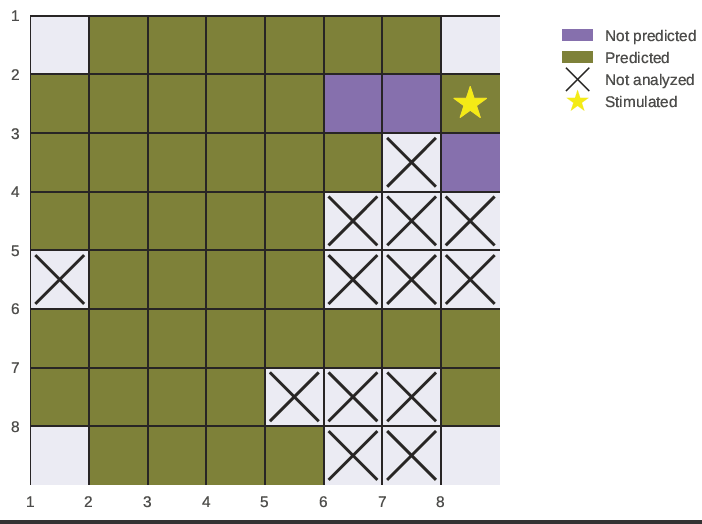 1
2
3
4
5
6
7
8
1 2 3 4 5 6 7 8
Not predicted
Predicted
Not analyzed
Stimulated